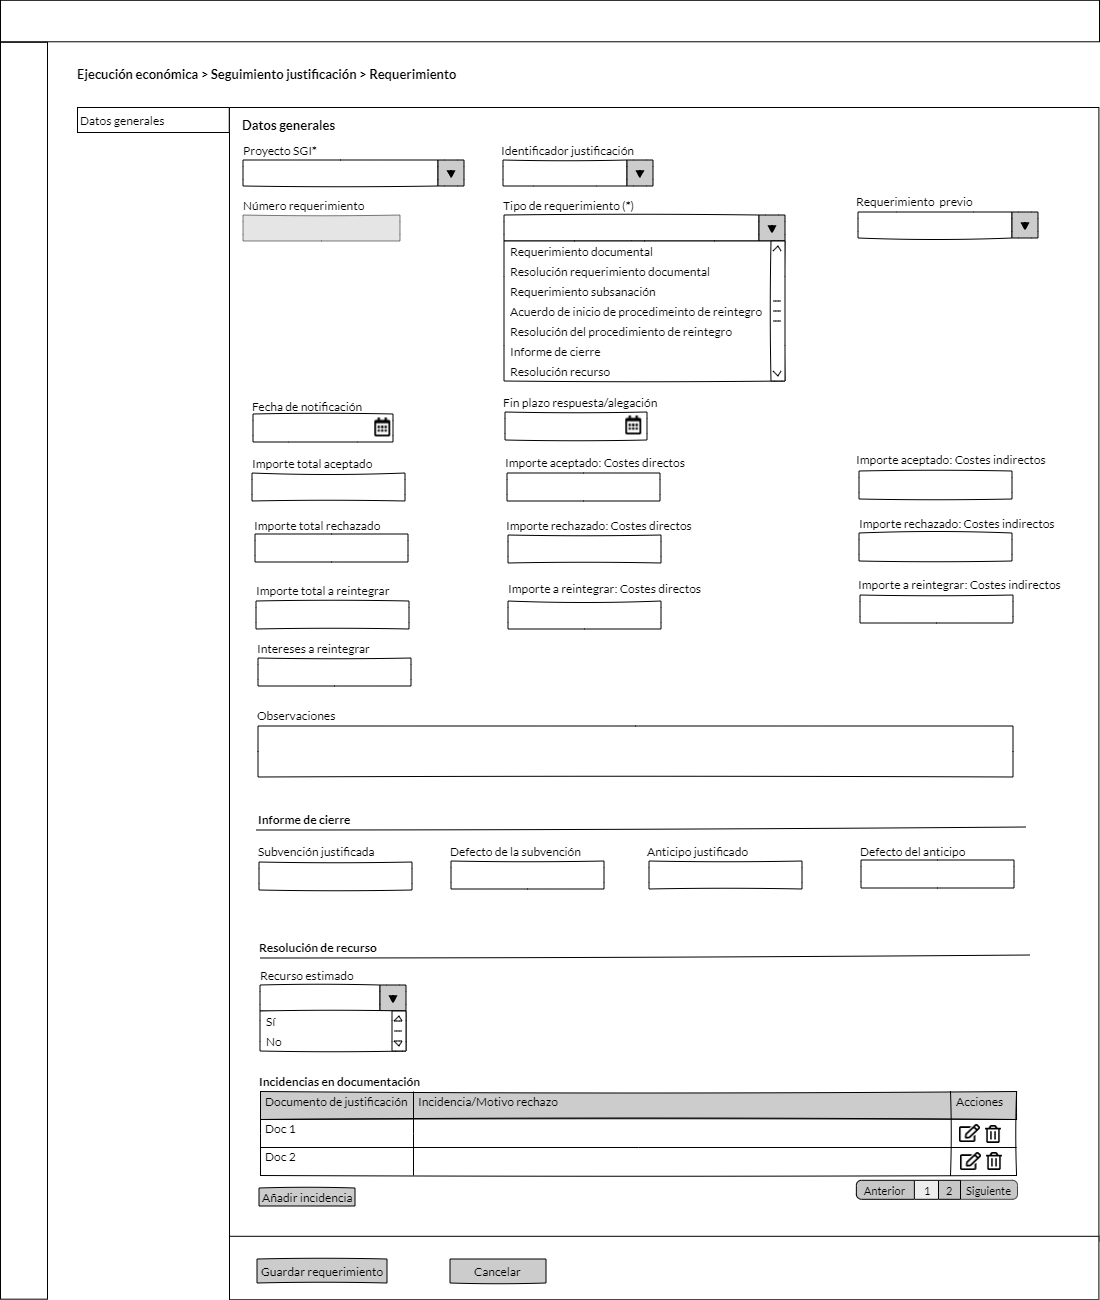 Ejecución económica > Seguimiento justificación > Requerimiento
Datos generales
Datos generales
Proyecto SGI*
Identificador justificación
Número requerimiento
Tipo de requerimiento (*)
Requerimiento previo
Requerimiento documental
Resolución requerimiento documental
Requerimiento subsanación
Acuerdo de inicio de procedimeinto de reintegro
Resolución del procedimiento de reintegro
Informe de cierre
Resolución recurso
Fecha de notificación
Fin plazo respuesta/alegación
Importe total aceptado
Importe aceptado: Costes directos
Importe aceptado: Costes indirectos
Importe total rechazado
Importe rechazado: Costes directos
Importe rechazado: Costes indirectos
Importe total a reintegrar
Importe a reintegrar: Costes directos
Importe a reintegrar: Costes indirectos
Intereses a reintegrar
Observaciones
Informe de cierre
Subvención justificada
Defecto de la subvención
Anticipo justificado
Defecto del anticipo
Resolución de recurso
Recurso estimado
Sí
No
Incidencias en documentación
Documento de justificación Incidencia/Motivo rechazo Acciones
Doc 1
Doc 2
Añadir incidencia
Anterior 1 2 Siguiente
Guardar requerimiento
Cancelar